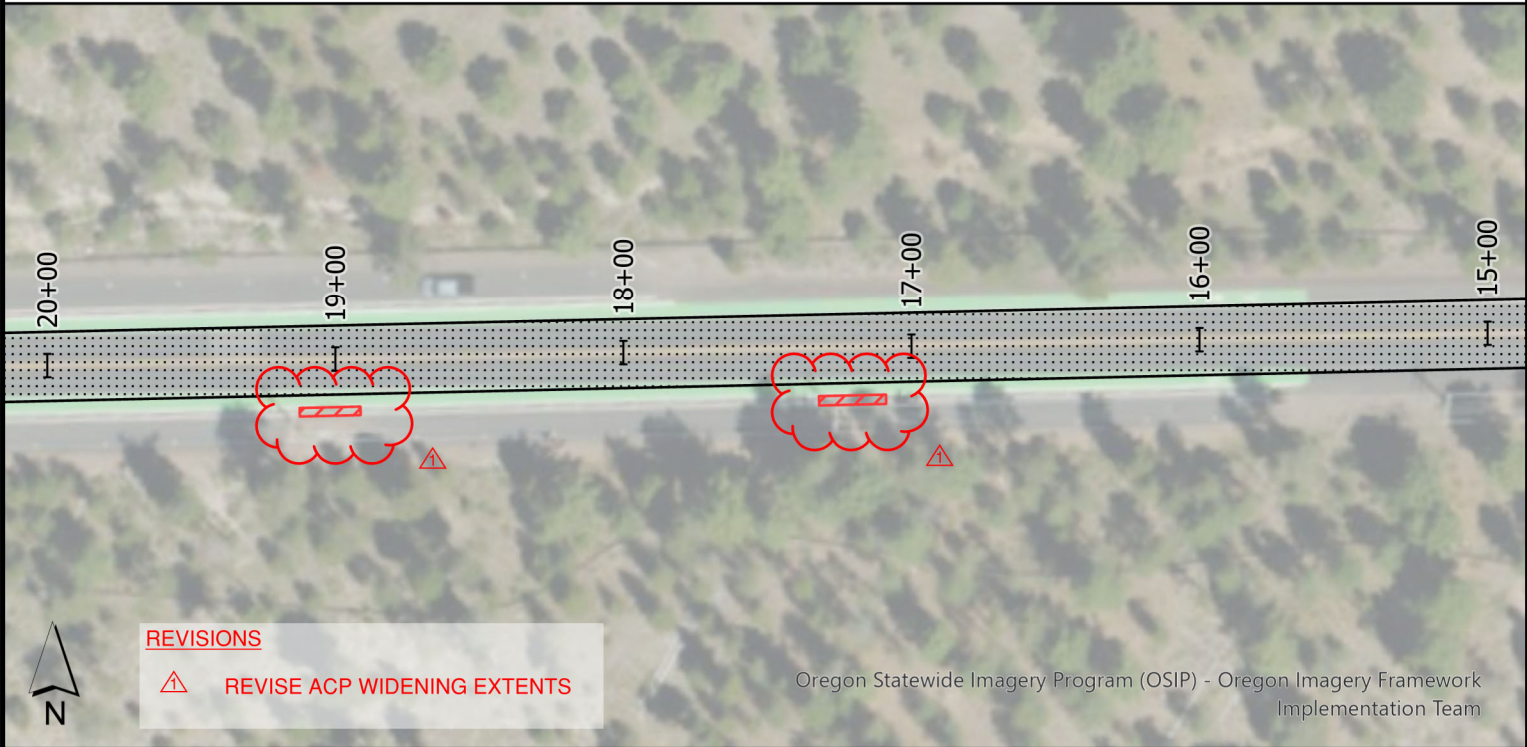 20+00
19+00
18+00
17+00
16+00
15+00
1
1
REVISIONS
1 REVISE ACP WIDENING EXTENTS
N
Oregon Statewide Imagery Program (OSIP) - Oregon Imagery Framework
Implementation Team